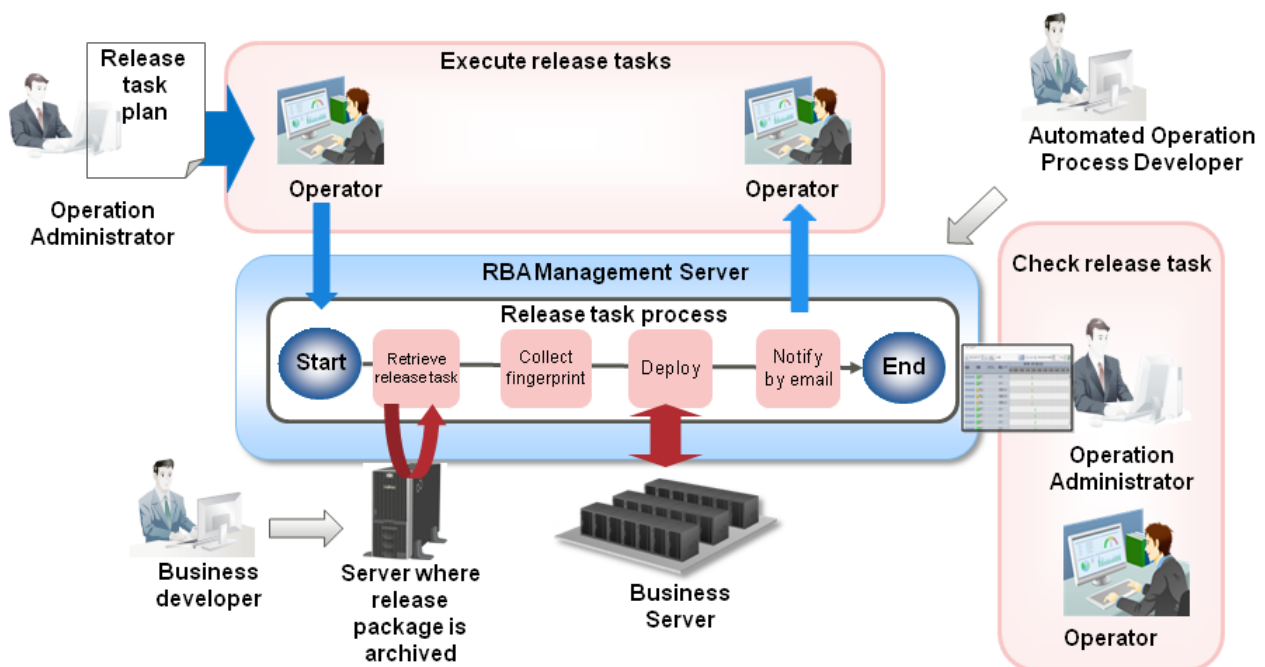 Release
task
plan
Operation
Administrator
Execute release tasks
Operator
Operator
Automated Operation
Process Developer
RBA Management Server
Release task process
Start
Retrieve
release task
Collect
fingerprint
Deploy
Notify
by email
End
Check release task
Operation
Administrator
Operator
Business
developer
Server where
release
package is
archived
Business
Server